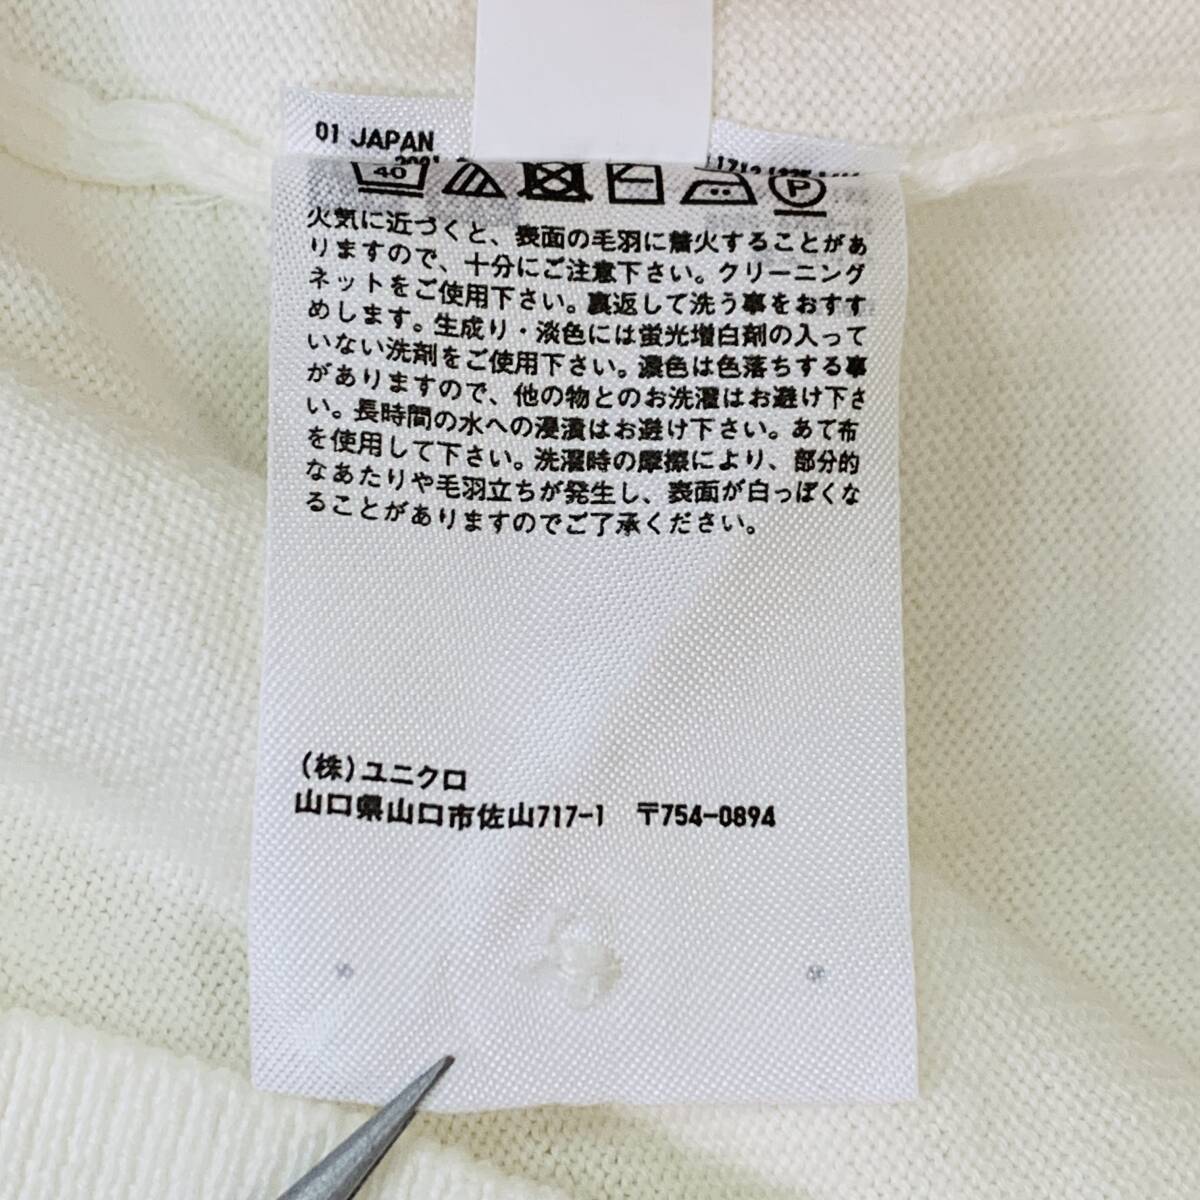 01 JAPAN
40 P
火気に近づくと、表面の毛羽に着火することがあ
りますので、十分にご注意下さい。クリーニング
ネットをご使用下さい。裏返して洗う事をおすす
めします。生成り・淡色には蛍光増白剤の入って
いない洗剤をご使用下さい。濃色は色落ちする事
がありますので、他の物とのお洗濯はお避け下さ
い。長時間の水への浸漬はお避け下さい。あて布
を使用して下さい。洗濯時の摩擦により、部分的
なあたりや毛羽立ちが発生し、表面が白っぽくな
ることがありますのでご了承ください。
(株)ユニクロ
山口県山口市佐山717-1 〒754-0894